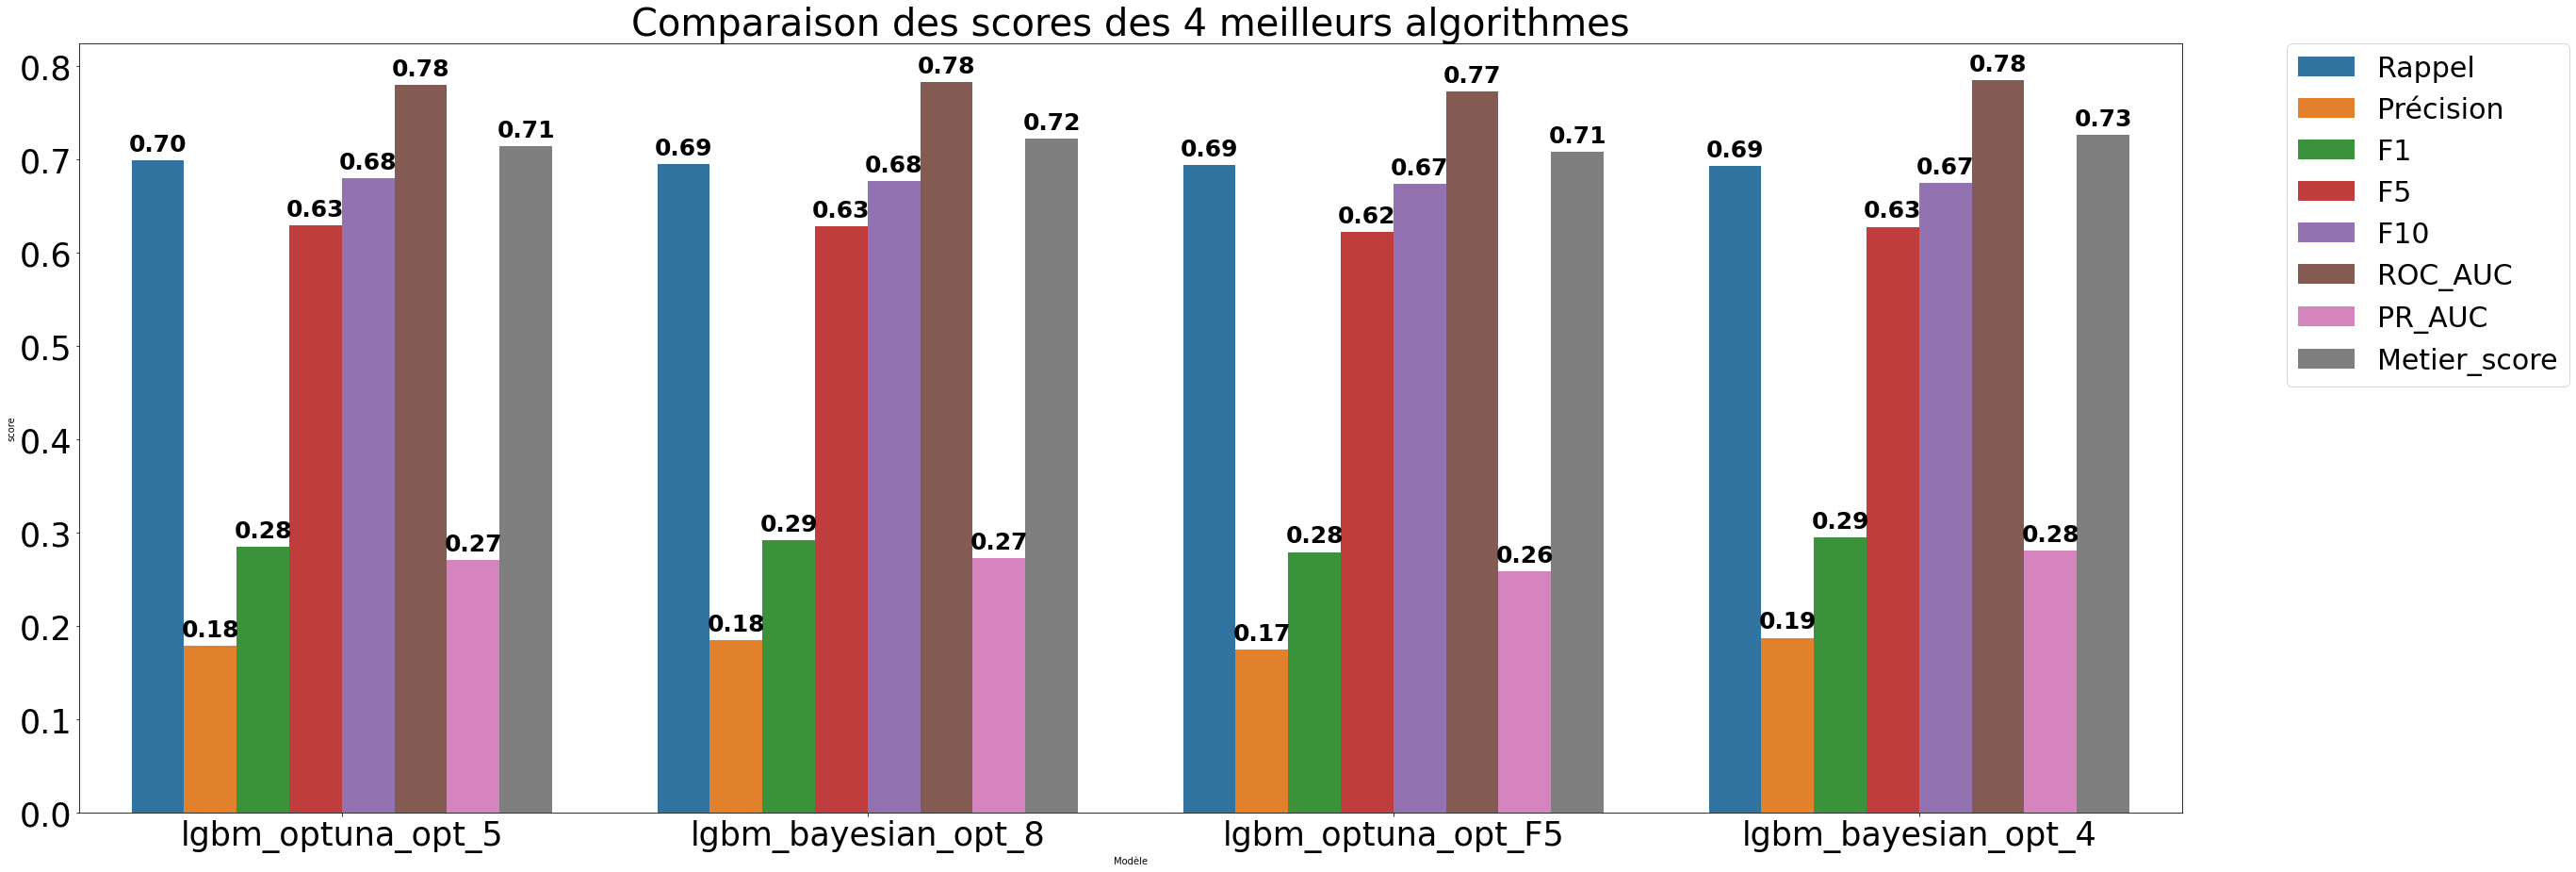 Comparaison des scores des 4 meilleurs algorithmes
0.8
0.7
0.6
0.5
0.4
0.3
0.2
0.1
0.0
score
0.70
0.18
0.28
0.63
0.68
0.78
0.27
0.71
0.69
0.18
0.29
0.63
0.68
0.78
0.27
0.72
0.69
0.17
0.28
0.62
0.67
0.77
0.26
0.71
0.69
0.19
0.29
0.63
0.67
0.78
0.28
0.73
lgbm_optuna_opt_5
lgbm_bayesian_opt_8
lgbm_optuna_opt_F5
lgbm_bayesian_opt_4
Modèle
Rappel
Précision
F1
F5
F10
ROC_AUC
PR_AUC
Metier_score